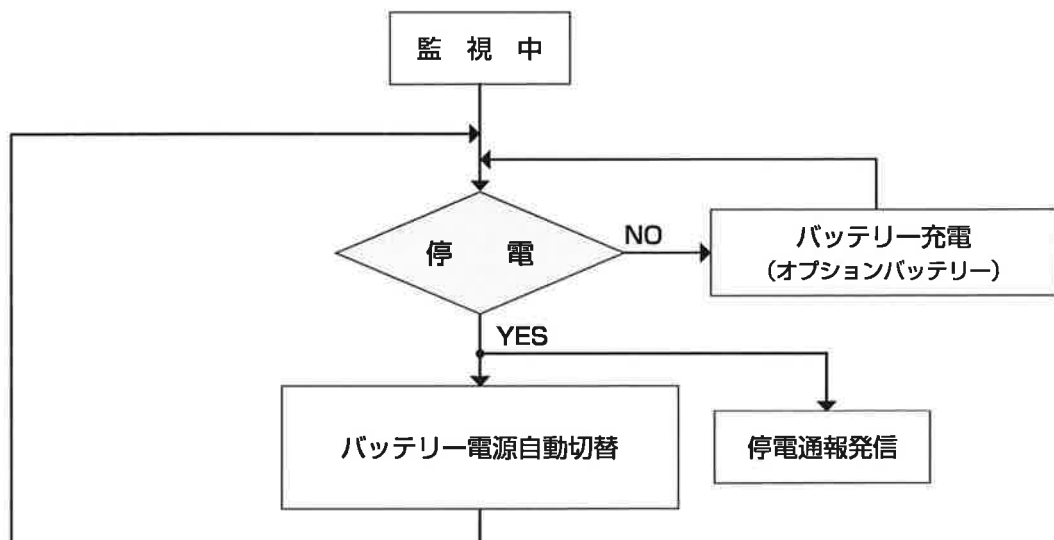 監 視 中
停 電
NO
バッテリー充電
(オプションバッテリー)
YES
バッテリー電源自動切替
停電通報発信